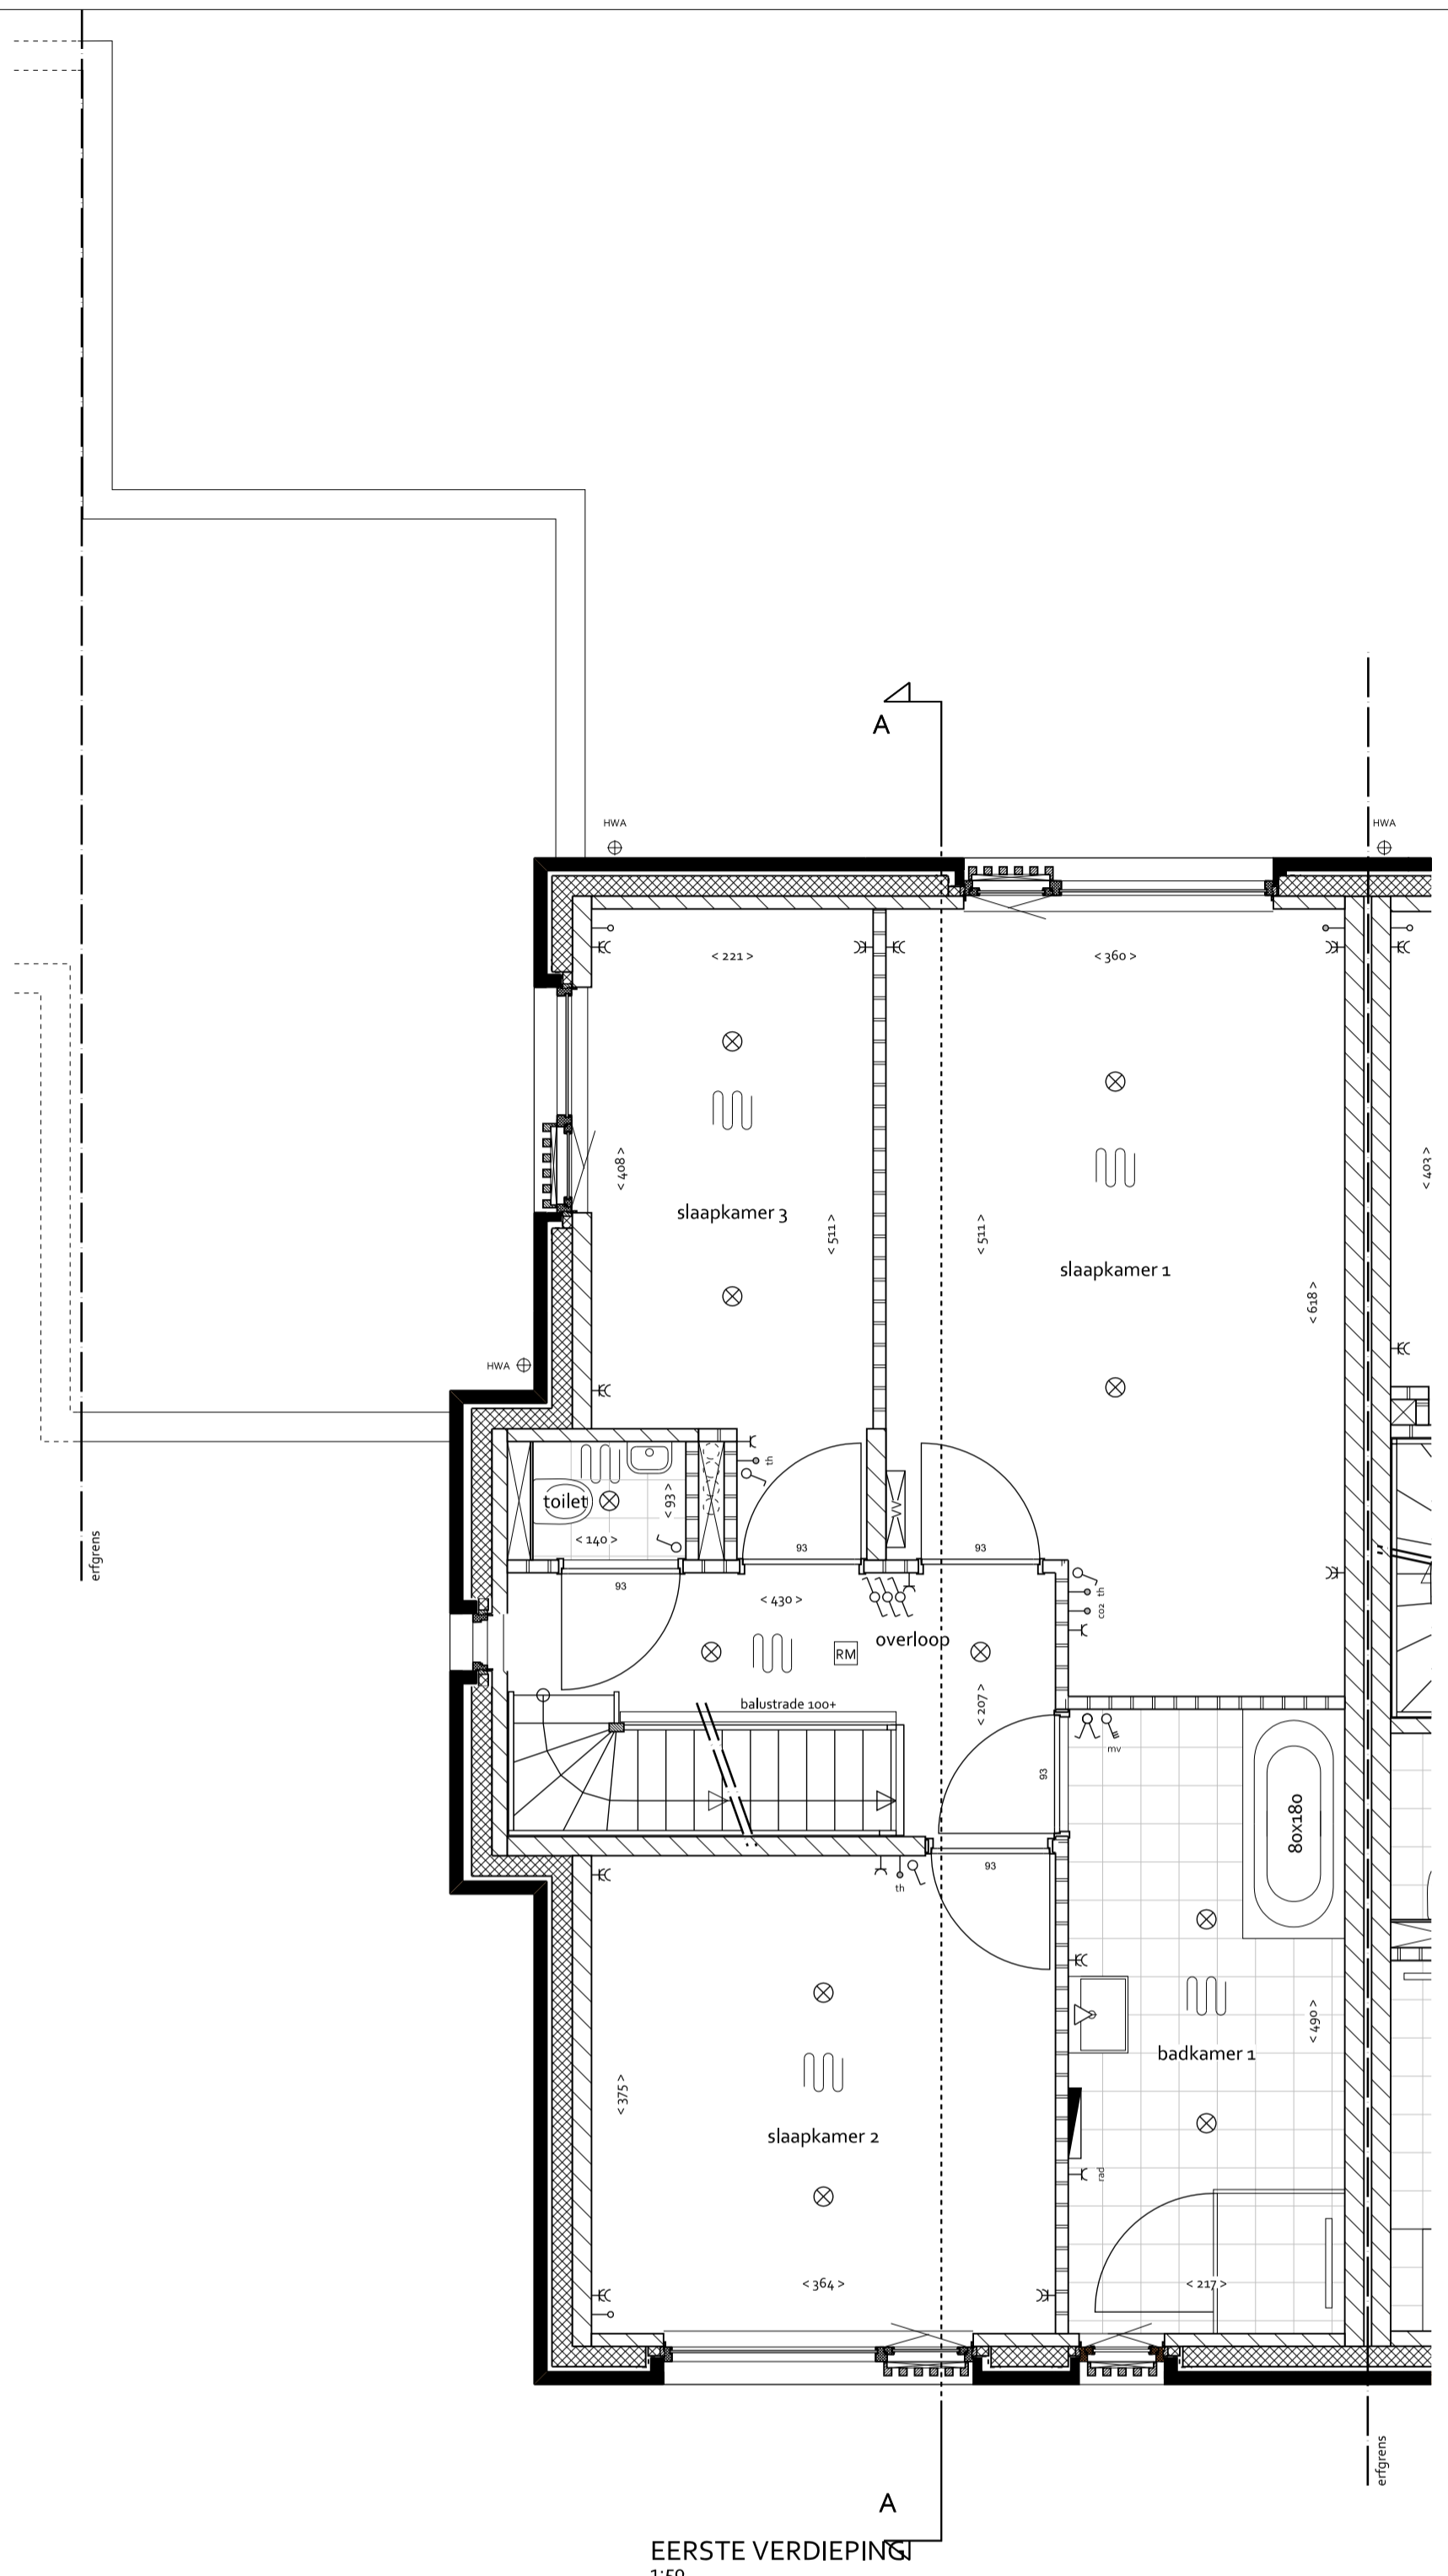 A
HWA
HWA
< 221 >
< 360 >
< 408 >
< 403 >
slaapkamer 3
< 511 >
< 511 >
slaapkamer 1
< 618 >
HWA
th
toilet
< 93 >
< 140 >
93
93
erfgrens
93
< 430 >
th
co2
overloop
RM
balustrade 100+
< 207 >
mv
93
80x180
93
th
< 490 >
badkamer 1
< 375 >
slaapkamer 2
rad
< 364 >
< 217 >
erfgrens
A
EERSTE VERDIEPING
1:50